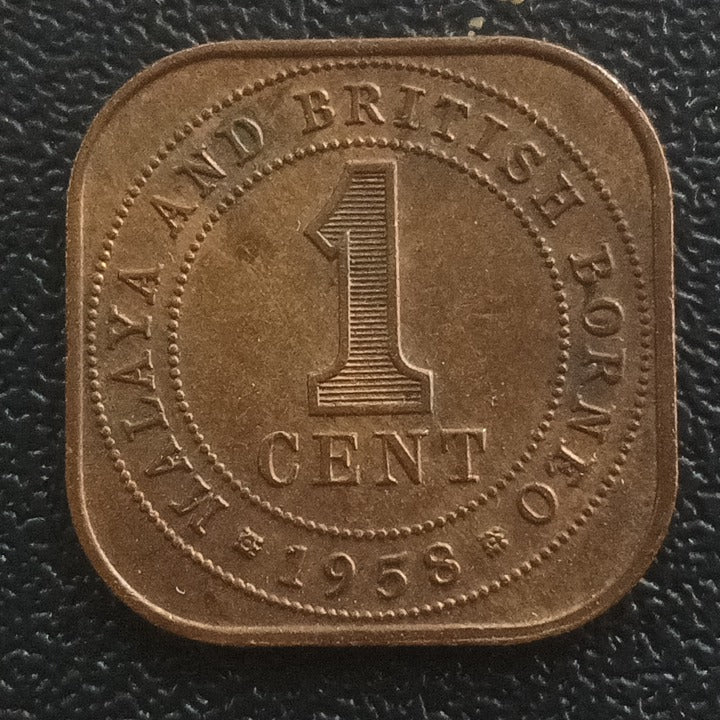 MALAYA AND BRITISH BORNEO
1
CENT
1958